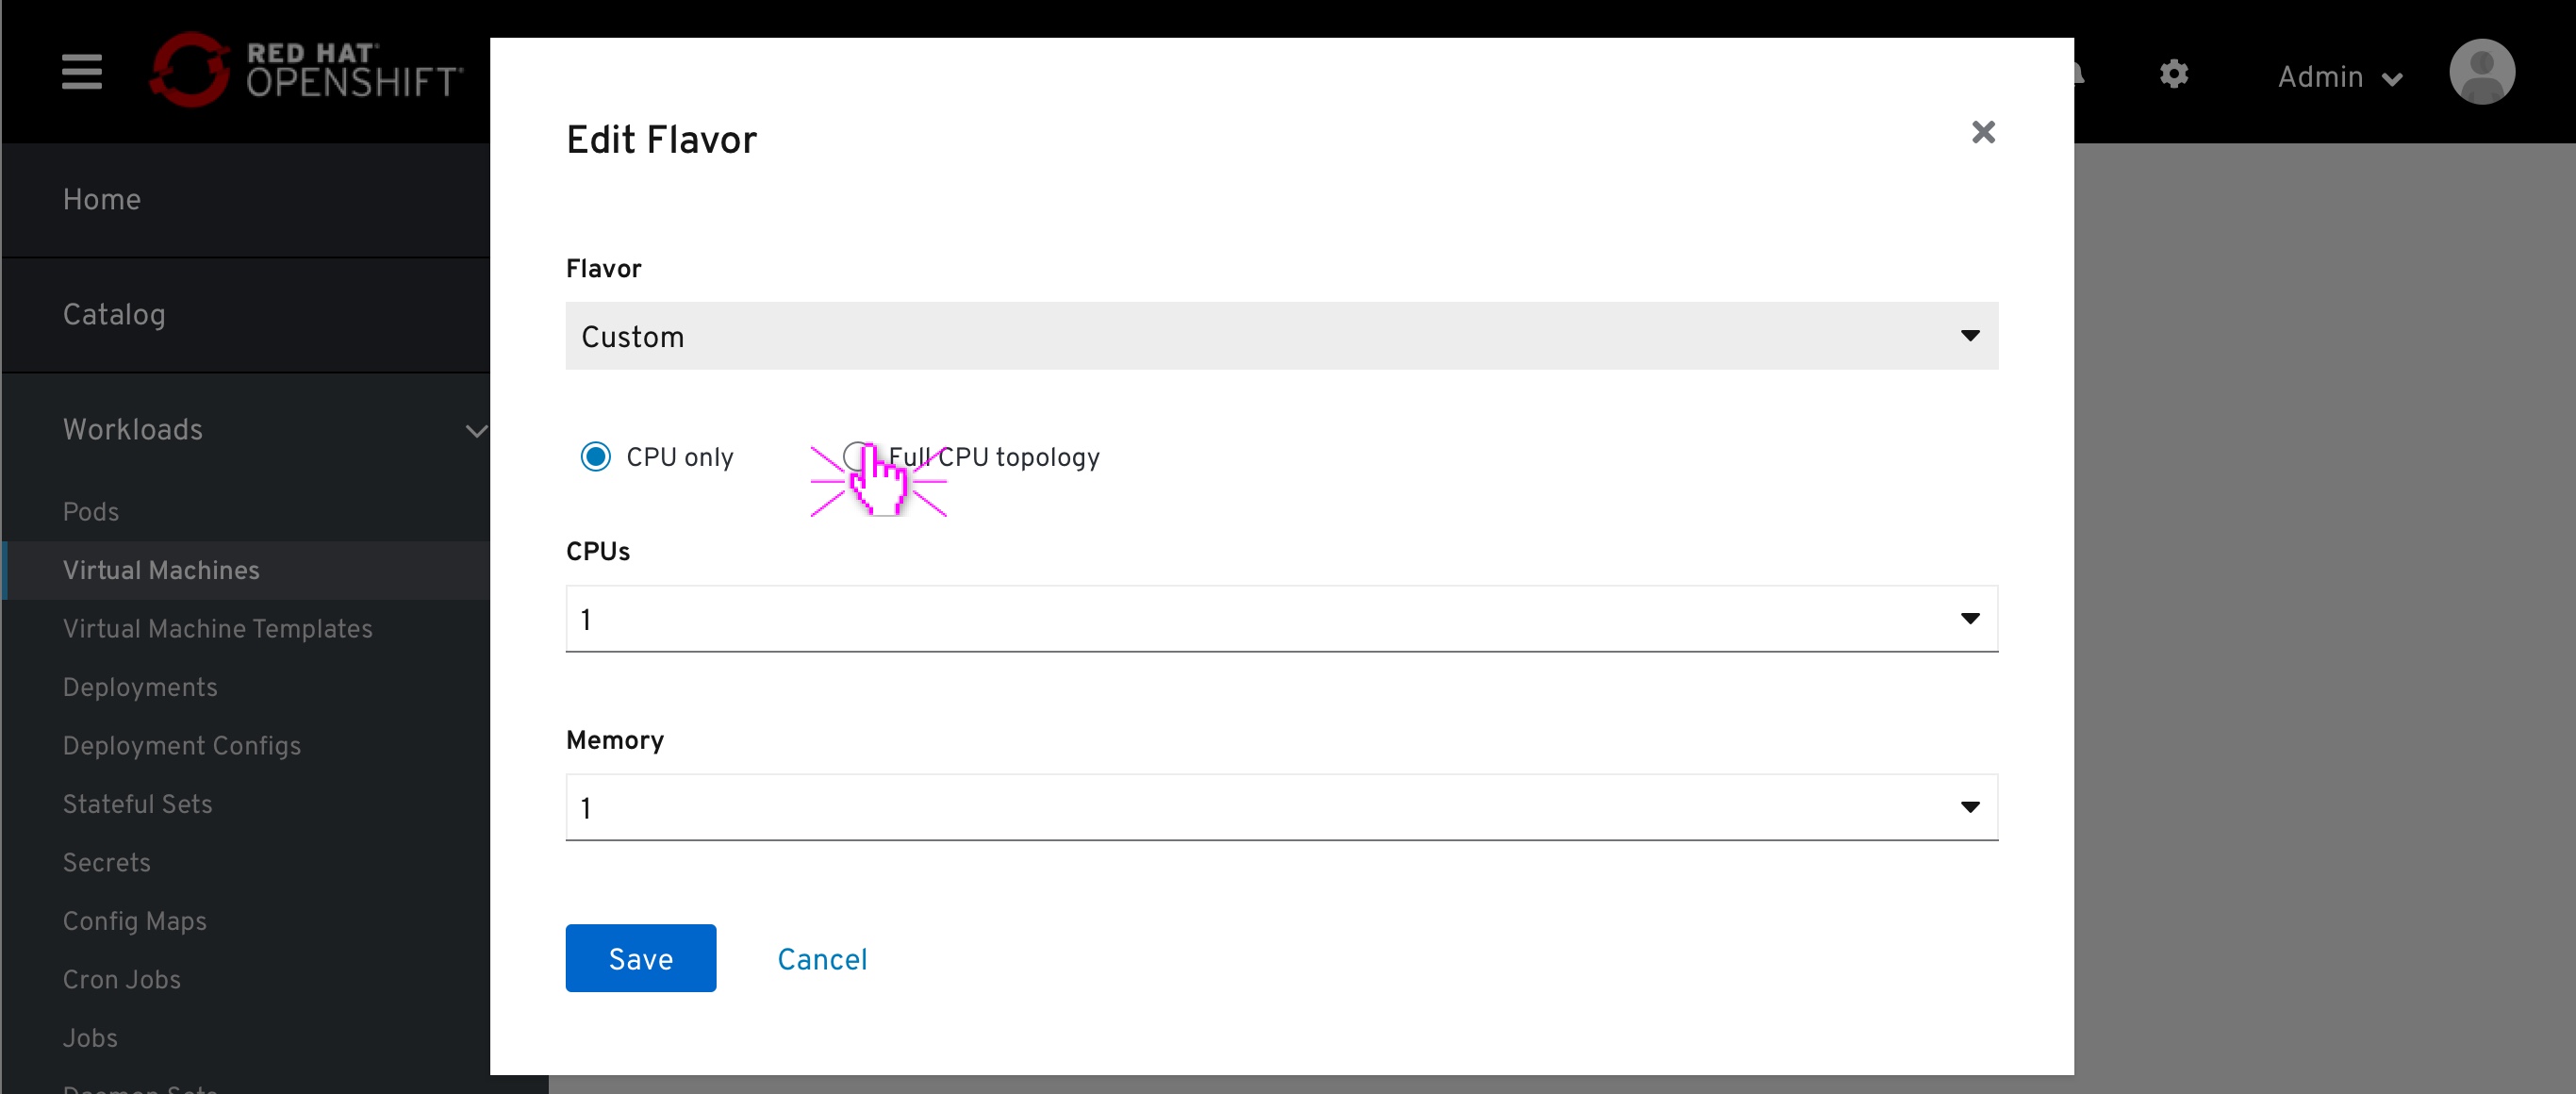 RED HAT
OPENSHIFT
Admin
Home
Catalog
Workloads
Pods
Virtual Machines
Virtual Machine Templates
Deployments
Deployment Configs
Stateful Sets
Secrets
Config Maps
Cron Jobs
Jobs
Daemon Sets
Edit Flavor
Flavor
Custom
CPU only
Full CPU topology
CPUs
1
Memory
1
Save
Cancel